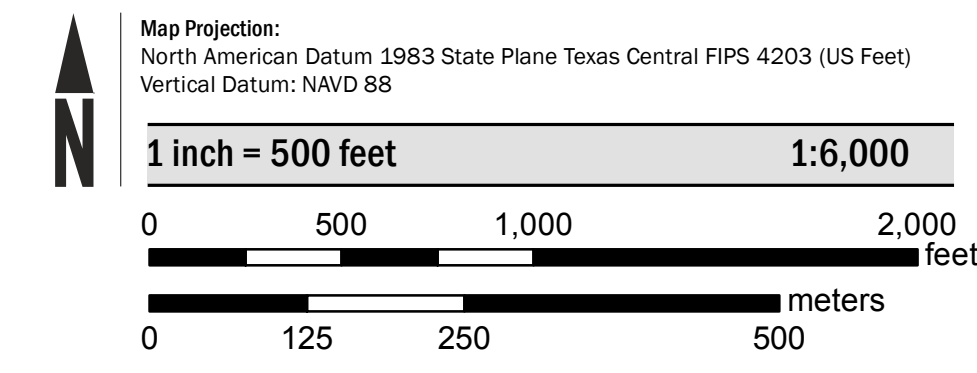 Map Projection:
North American Datum 1983 State Plane Texas Central FIPS 4203 (US Feet)
Vertical Datum: NAVD 88
N
1 inch = 500 feet 1:6,000
0 500 1,000 2,000
feet
meters
0 125 250 500